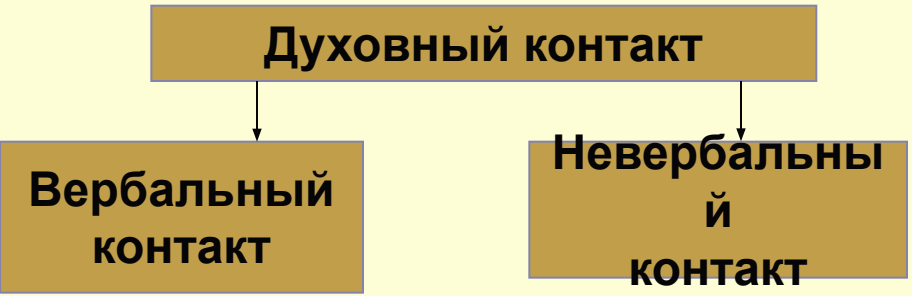 Духовный контакт
Вербальный
контакт
Невербальны
й
контакт